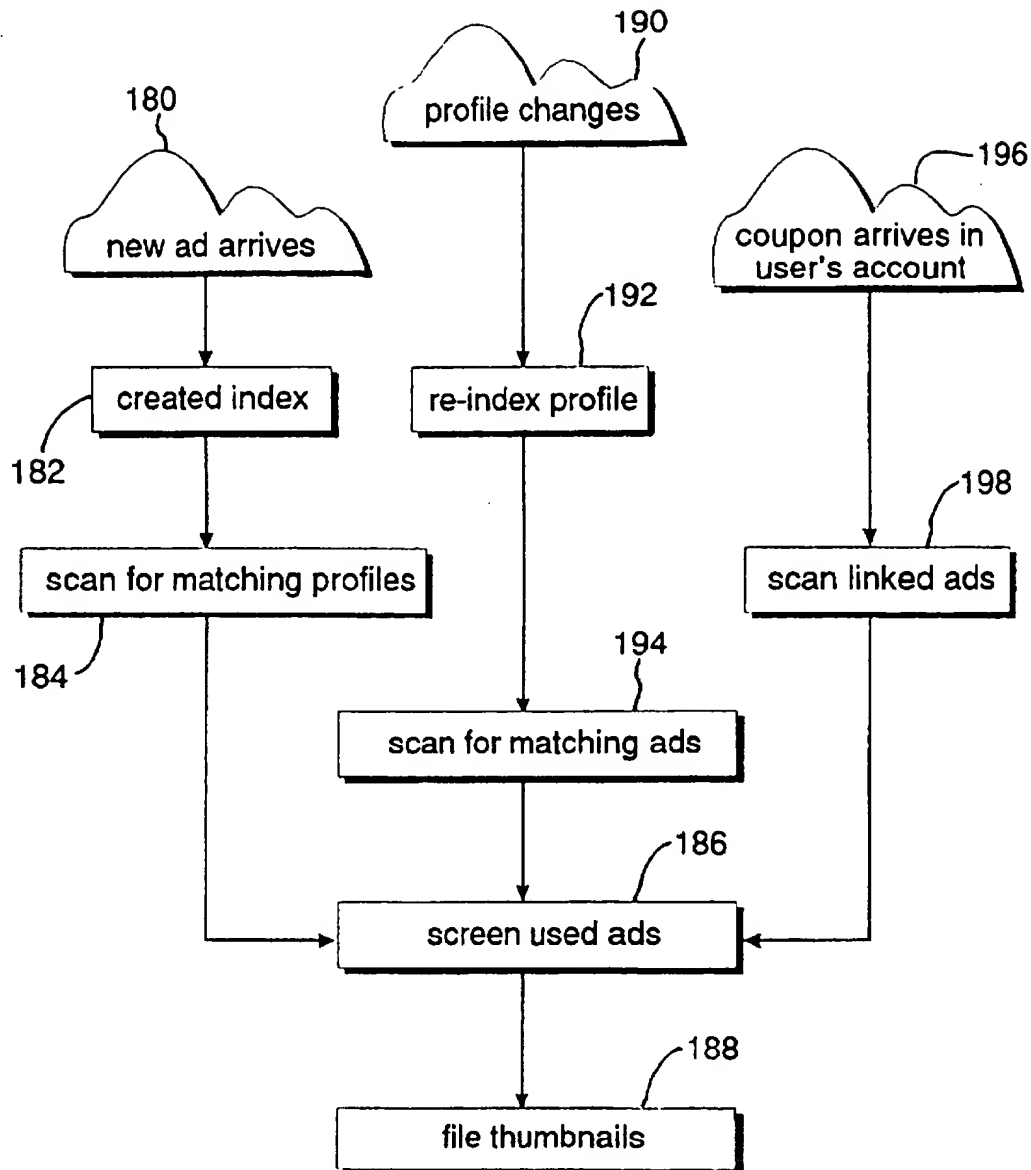 190
profile changes
180
new ad arrives
196
coupon arrives in
user's account
192
created index
re-index profile
182
198
scan for matching profiles
scan linked ads
184
194
scan for matching ads
186
screen used ads
188
file thumbnails